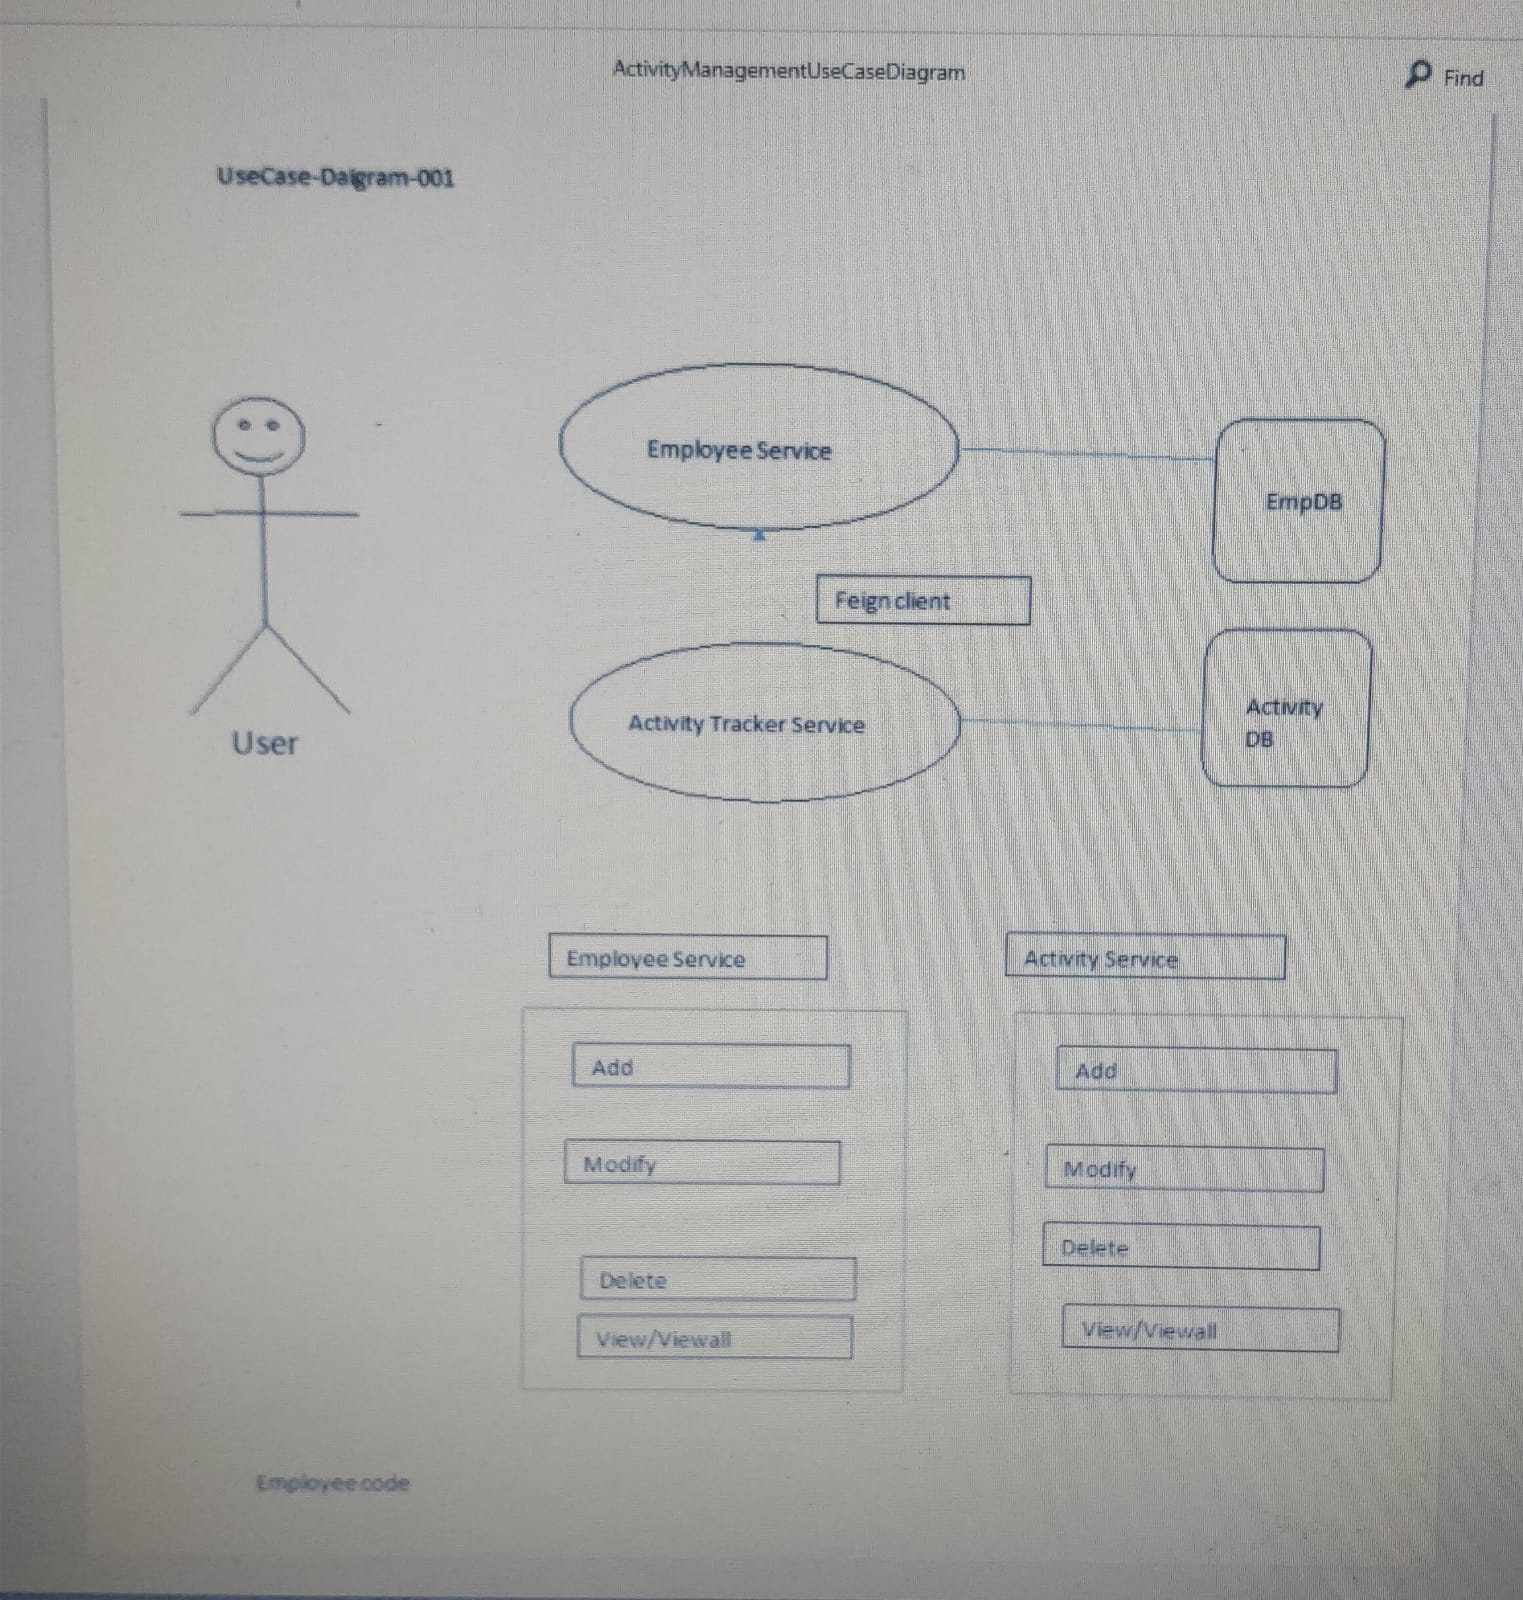 ActivityManagementUseCaseDiagram
Find
UseCase-Daigram-001
Employee Service
EmpDB
Feign client
Activity Tracker Service
Activity
DB
User
Employee Service
Activity Service
Add
Add
Modify
Modify
Delete
Delete
View/Viewall
View/Viewall
Employee code